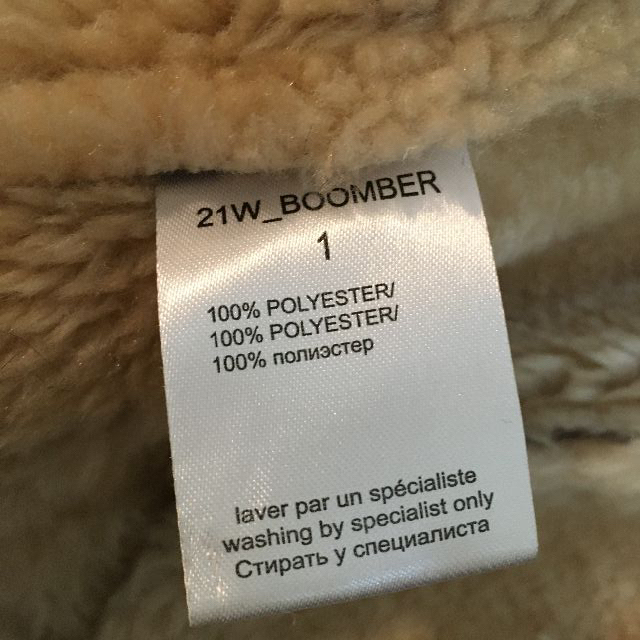 21W_BOOMBER
1
100% POLYESTER/
100% POLYESTER/
100% полиэстер
laver par un spécialiste
washing by specialist only
Стирать у специалиста